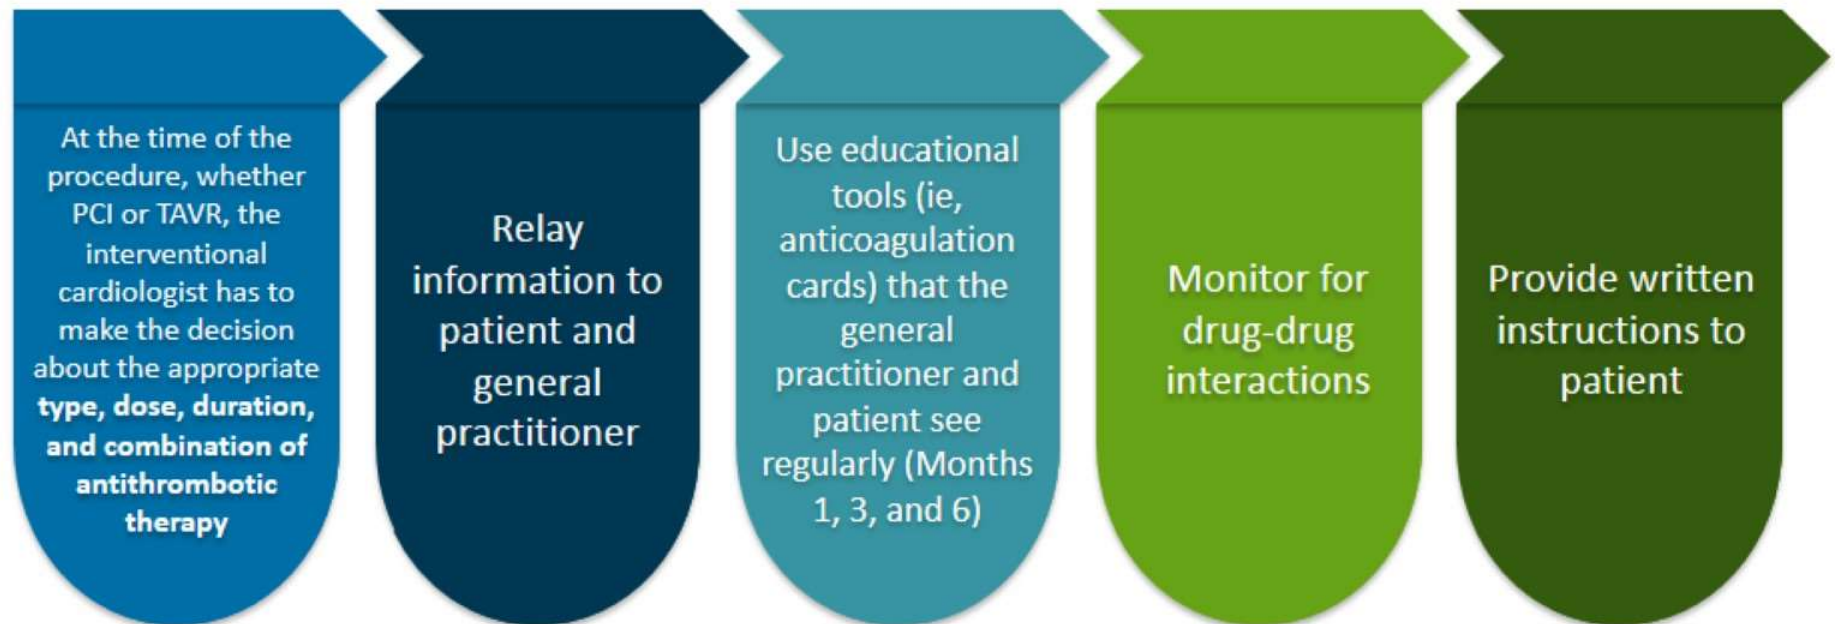 At the time of the
procedure, whether
PCI or TAVR, the
interventional
cardiologist has to
make the decision
about the appropriate
type, dose, duration,
and combination of
antithrombotic
therapy
Relay
information to
patient and
general
practitioner
Use educational
tools (ie,
anticoagulation
cards) that the
general
practitioner and
patient see
regularly (Months
1, 3, and 6)
Monitor for
drug-drug
interactions
Provide written
instructions to
patient